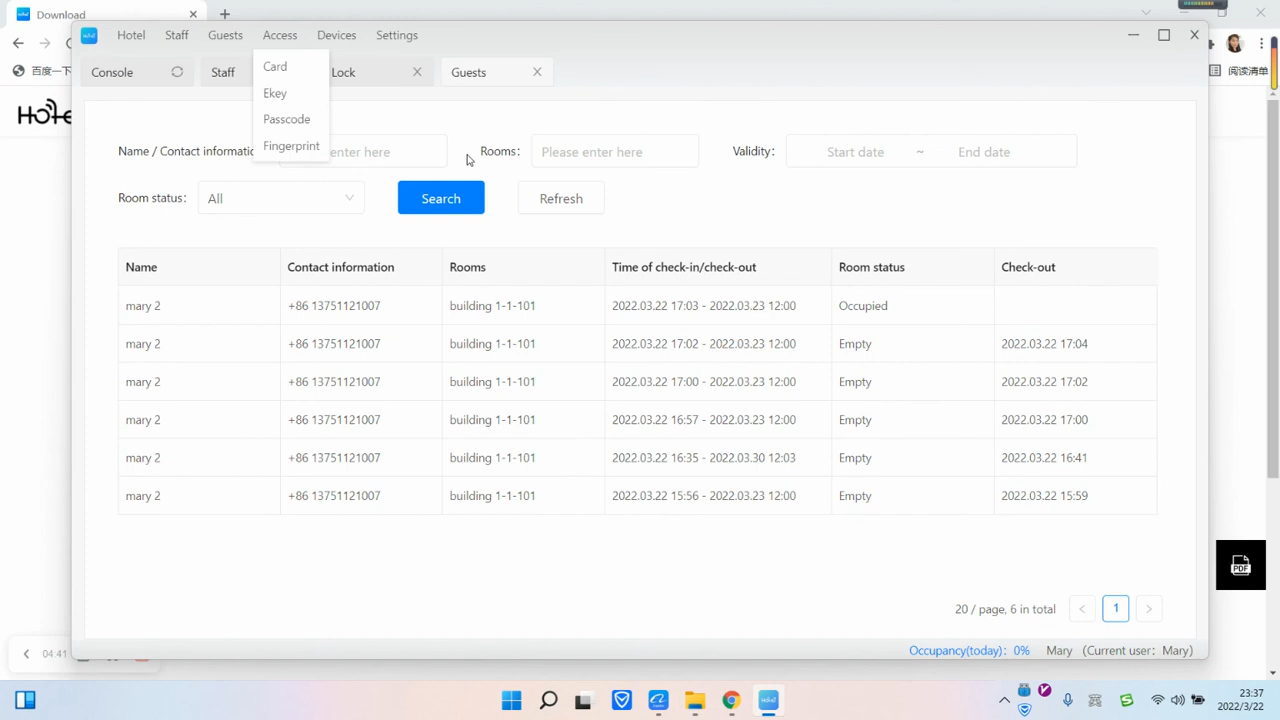 Download
百度一下
阅读清单
Hotel Staff Guests Access Devices Settings
Console Staff Lock Guests
Card
Ekey
Passcode
Fingerprint
Name / Contact informatio enter here Rooms: Please enter here Validity: Start date ~ End date
Room status: All Search Refresh
Name Contact information Rooms Time of check-in/check-out Room status Check-out
mary 2 +86 13751121007 building 1-1-101 2022.03.22 17:03 - 2022.03.23 12:00 Occupied
mary 2 +86 13751121007 building 1-1-101 2022.03.22 17:02 - 2022.03.23 12:00 Empty 2022.03.22 17:04
mary 2 +86 13751121007 building 1-1-101 2022.03.22 17:00 - 2022.03.23 12:00 Empty 2022.03.22 17:02
mary 2 +86 13751121007 building 1-1-101 2022.03.22 16:57 - 2022.03.23 12:00 Empty 2022.03.22 17:00
mary 2 +86 13751121007 building 1-1-101 2022.03.22 16:35 - 2022.03.30 12:03 Empty 2022.03.22 16:41
mary 2 +86 13751121007 building 1-1-101 2022.03.22 15:56 - 2022.03.23 12:00 Empty 2022.03.22 15:59
PDF
20 / page, 6 in total < 1 >
04:41
Occupancy(today): 0% Mary (Current user: Mary)
23:37
2022/3/22